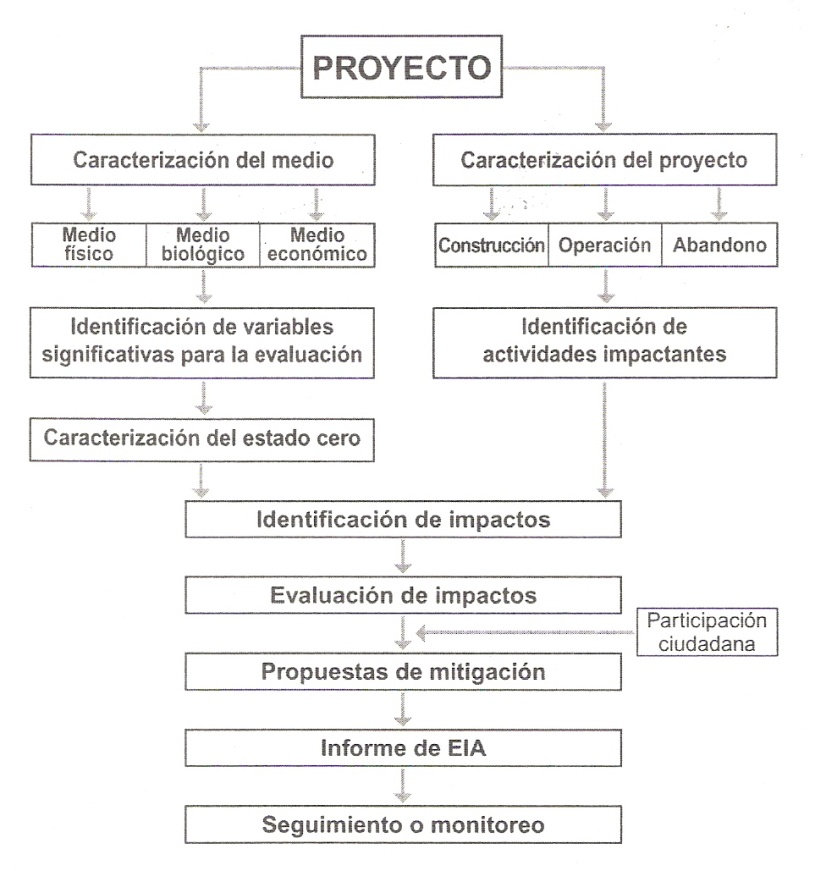 PROYECTO
Caracterización del medio
Caracterización del proyecto
Medio
físico
Medio
biológico
Medio
económico
Construcción
Operación
Abandono
Identificación de variables
significativas para la evaluación
Identificación de
actividades impactantes
Caracterización del estado cero
Identificación de impactos
Evaluación de impactos
Participación
ciudadana
Propuestas de mitigación
Informe de EIA
Seguimiento o monitoreo